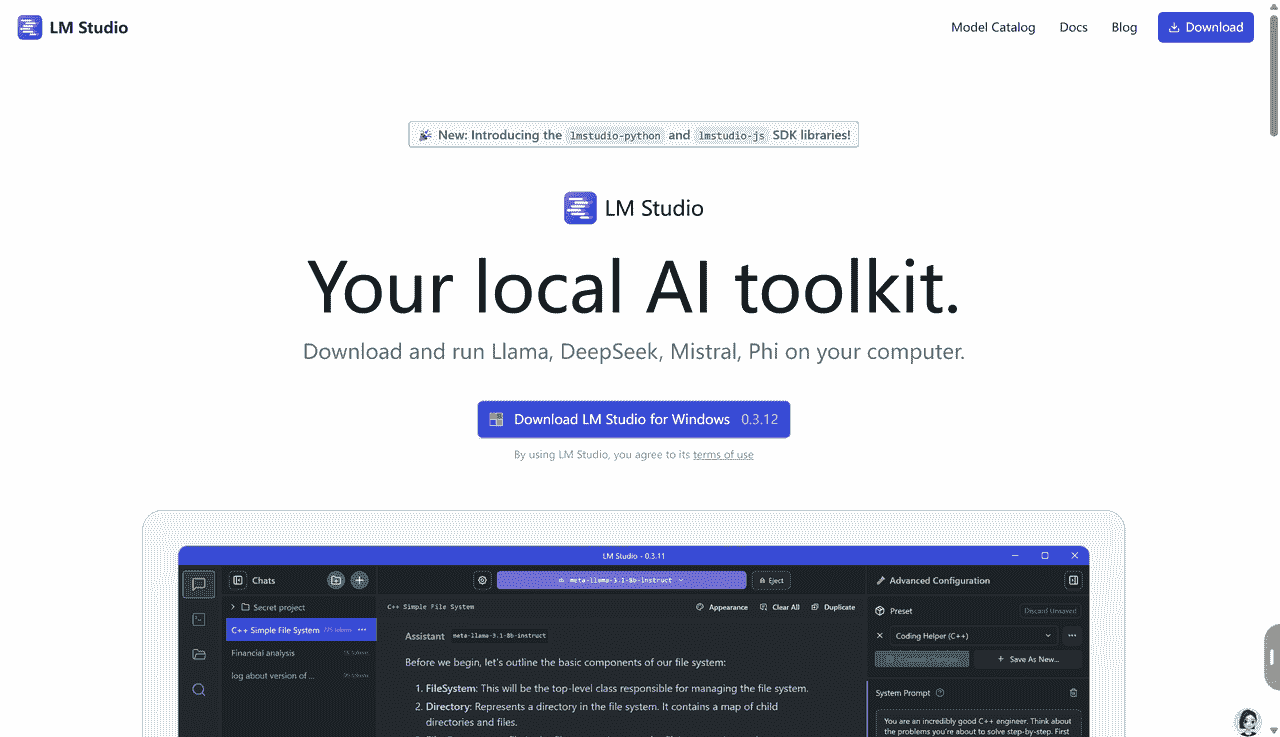 LM Studio
Model Catalog Docs Blog Download
New: Introducing the lmstudio-python and lmstudio-js SDK libraries!
LM Studio
Your local AI toolkit.
Download and run Llama, DeepSeek, Mistral, Phi on your computer.
Download LM Studio for Windows 0.3.12
By using LM Studio, you agree to its terms of use
LM Studio - 0.3.11
Chats
Secret project
C++ Simple File System
Financial analysis
log about version of ...
meta-llama-3.1-8b-instruct
Eject
C++ Simple File System
Appearance Clear All Duplicate
Assistant meta-llama-3.1-8b-instruct
Before we begin, let's outline the basic components of our file system:
1. FileSystem: This will be the top-level class responsible for managing the file system.
2. Directory: Represents a directory in the file system. It contains a map of child
directories and files.
Advanced Configuration
Preset
Discard Unsaved
Coding Helper (C++)
+ Save As New...
System Prompt
You are an incredibly good C++ engineer. Think about
the problems you're about to solve step-by-step. First